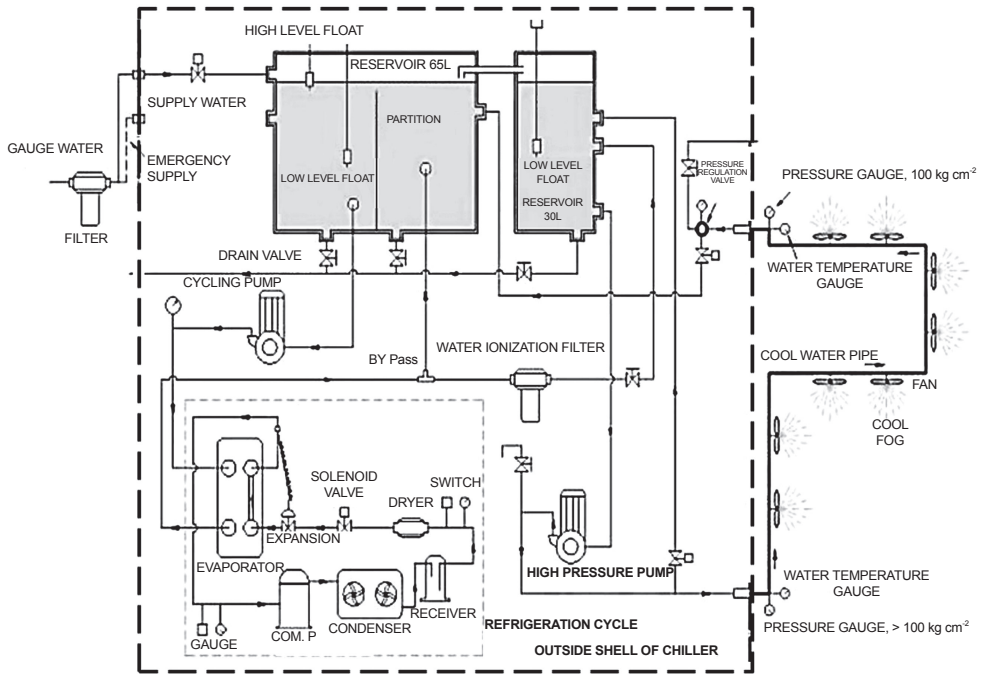 HIGH LEVEL FLOAT
RESERVOIR 65L
SUPPLY WATER
PARTITION
GAUGE WATER
EMERGENCY
SUPPLY
LOW LEVEL FLOAT
LOW LEVEL
FLOAT
RESERVOIR
30L
PRESSURE
REGULATION
VALVE
PRESSURE GAUGE, 100 kg cm-2
FILTER
DRAIN VALVE
WATER TEMPERATURE
GAUGE
CYCLING PUMP
BY Pass
WATER IONIZATION FILTER
COOL WATER PIPE
FAN
COOL
FOG
SOLENOID
VALVE
SWITCH
DRYER
EXPANSION
EVAPORATOR
HIGH PRESSURE PUMP
WATER TEMPERATURE
GAUGE
GAUGE
COM. P
CONDENSER
RECEIVER
REFRIGERATION CYCLE
PRESSURE GAUGE, > 100 kg cm-2
OUTSIDE SHELL OF CHILLER